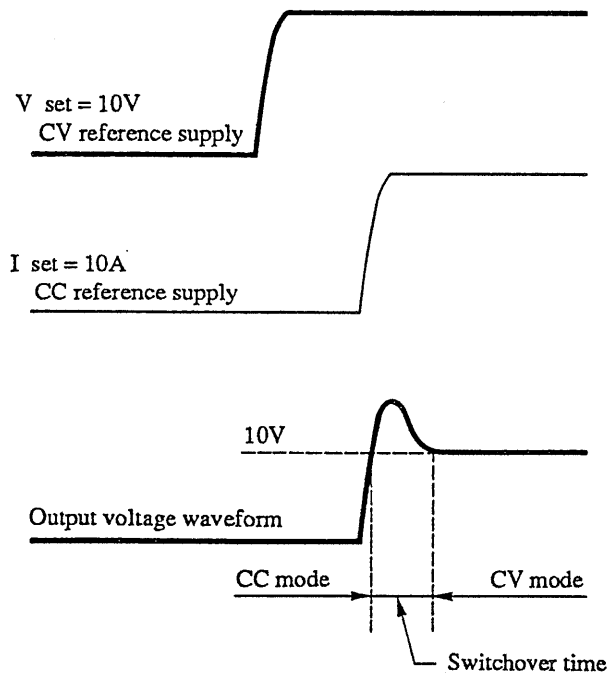 V set = 10V
CV reference supply
I set = 10A
CC reference supply
10V
Output voltage waveform
CC mode
CV mode
Switchover time